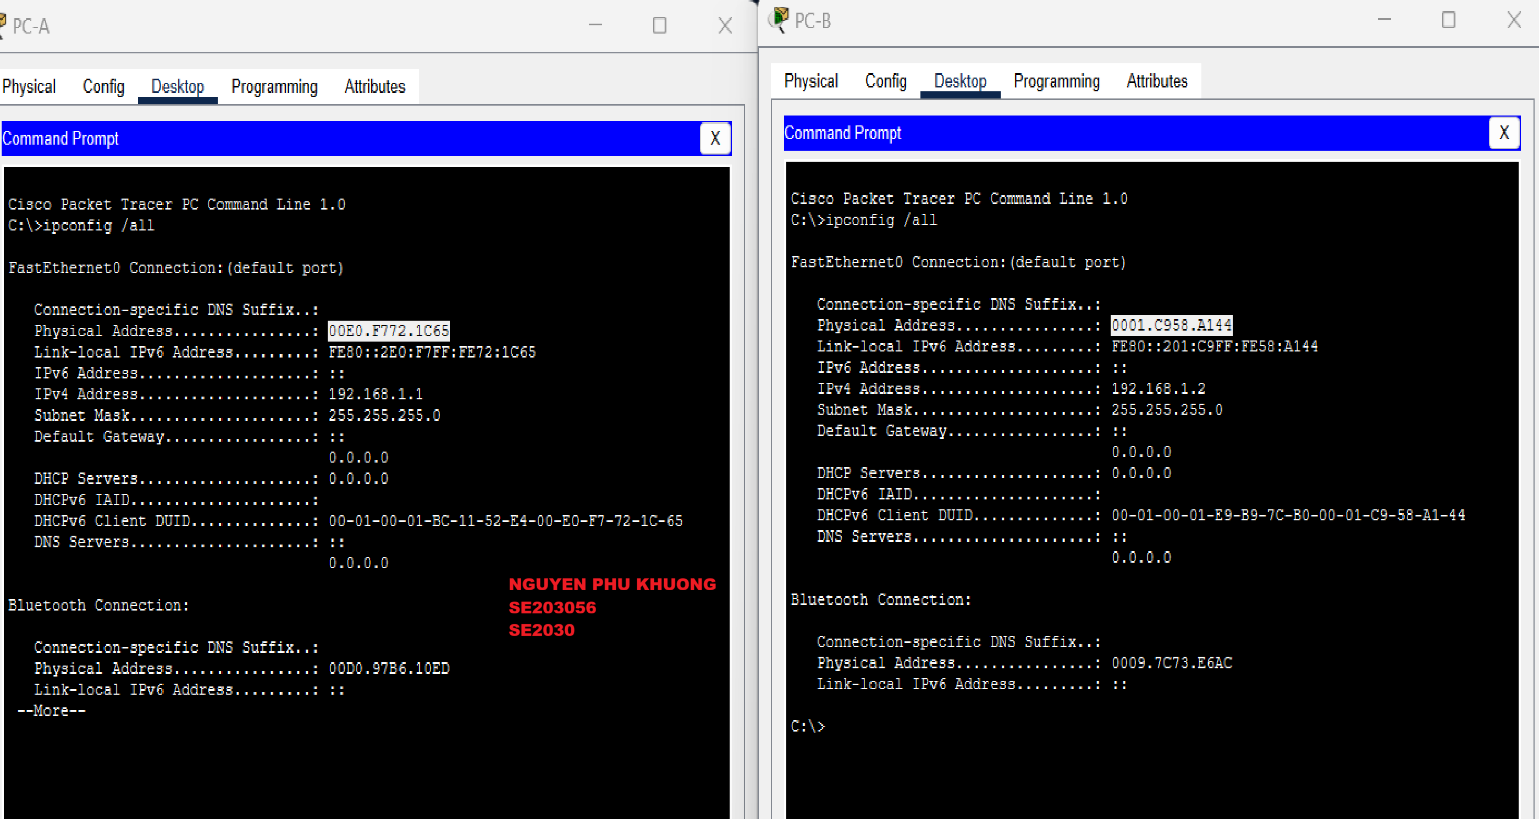 PC-A
Physical Config Desktop Programming Attributes
Command Prompt X
Cisco Packet Tracer PC Command Line 1.0
C:\>ipconfig /all
FastEthernet0 Connection:(default port)
Connection-specific DNS Suffix..:
Physical Address................: 00E0.F772.1C65
Link-local IPv6 Address.........: FE80::2E0:F7FF:FE72:1C65
IPv6 Address....................: ::
IPv4 Address....................: 192.168.1.1
Subnet Mask.....................: 255.255.255.0
Default Gateway.................: ::
0.0.0.0
DHCP Servers....................: 0.0.0.0
DHCPv6 IAID.....................:
DHCPv6 Client DUID..............: 00-01-00-01-BC-11-52-E4-00-E0-F7-72-1C-65
DNS Servers.....................: ::
0.0.0.0
NGUYEN PHU KHUONG
SE203056
SE2030
Bluetooth Connection:
Connection-specific DNS Suffix..:
Physical Address................: 00D0.97B6.10ED
Link-local IPv6 Address.........: ::
--More--
PC-B
Physical Config Desktop Programming Attributes
Command Prompt X
Cisco Packet Tracer PC Command Line 1.0
C:\>ipconfig /all
FastEthernet0 Connection:(default port)
Connection-specific DNS Suffix..:
Physical Address................: 0001.C958.A144
Link-local IPv6 Address.........: FE80::201:C9FF:FE58:A144
IPv6 Address....................: ::
IPv4 Address....................: 192.168.1.2
Subnet Mask.....................: 255.255.255.0
Default Gateway.................: ::
0.0.0.0
DHCP Servers....................: 0.0.0.0
DHCPv6 IAID.....................:
DHCPv6 Client DUID..............: 00-01-00-01-E9-B9-7C-B0-00-01-C9-58-A1-44
DNS Servers.....................: ::
0.0.0.0
Bluetooth Connection:
Connection-specific DNS Suffix..:
Physical Address................: 0009.7C73.E6AC
Link-local IPv6 Address.........: ::
C:\>